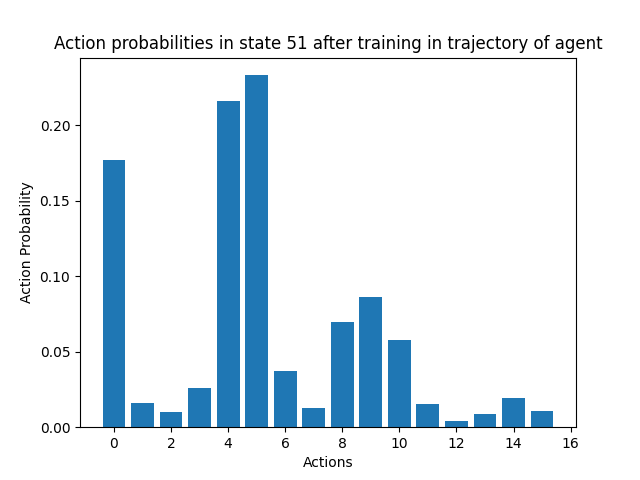 Action probabilities in state 51 after training in trajectory of agent
Action Probability
0.20
0.15
0.10
0.05
0.00
0 2 4 6 8 10 12 14 16
Actions